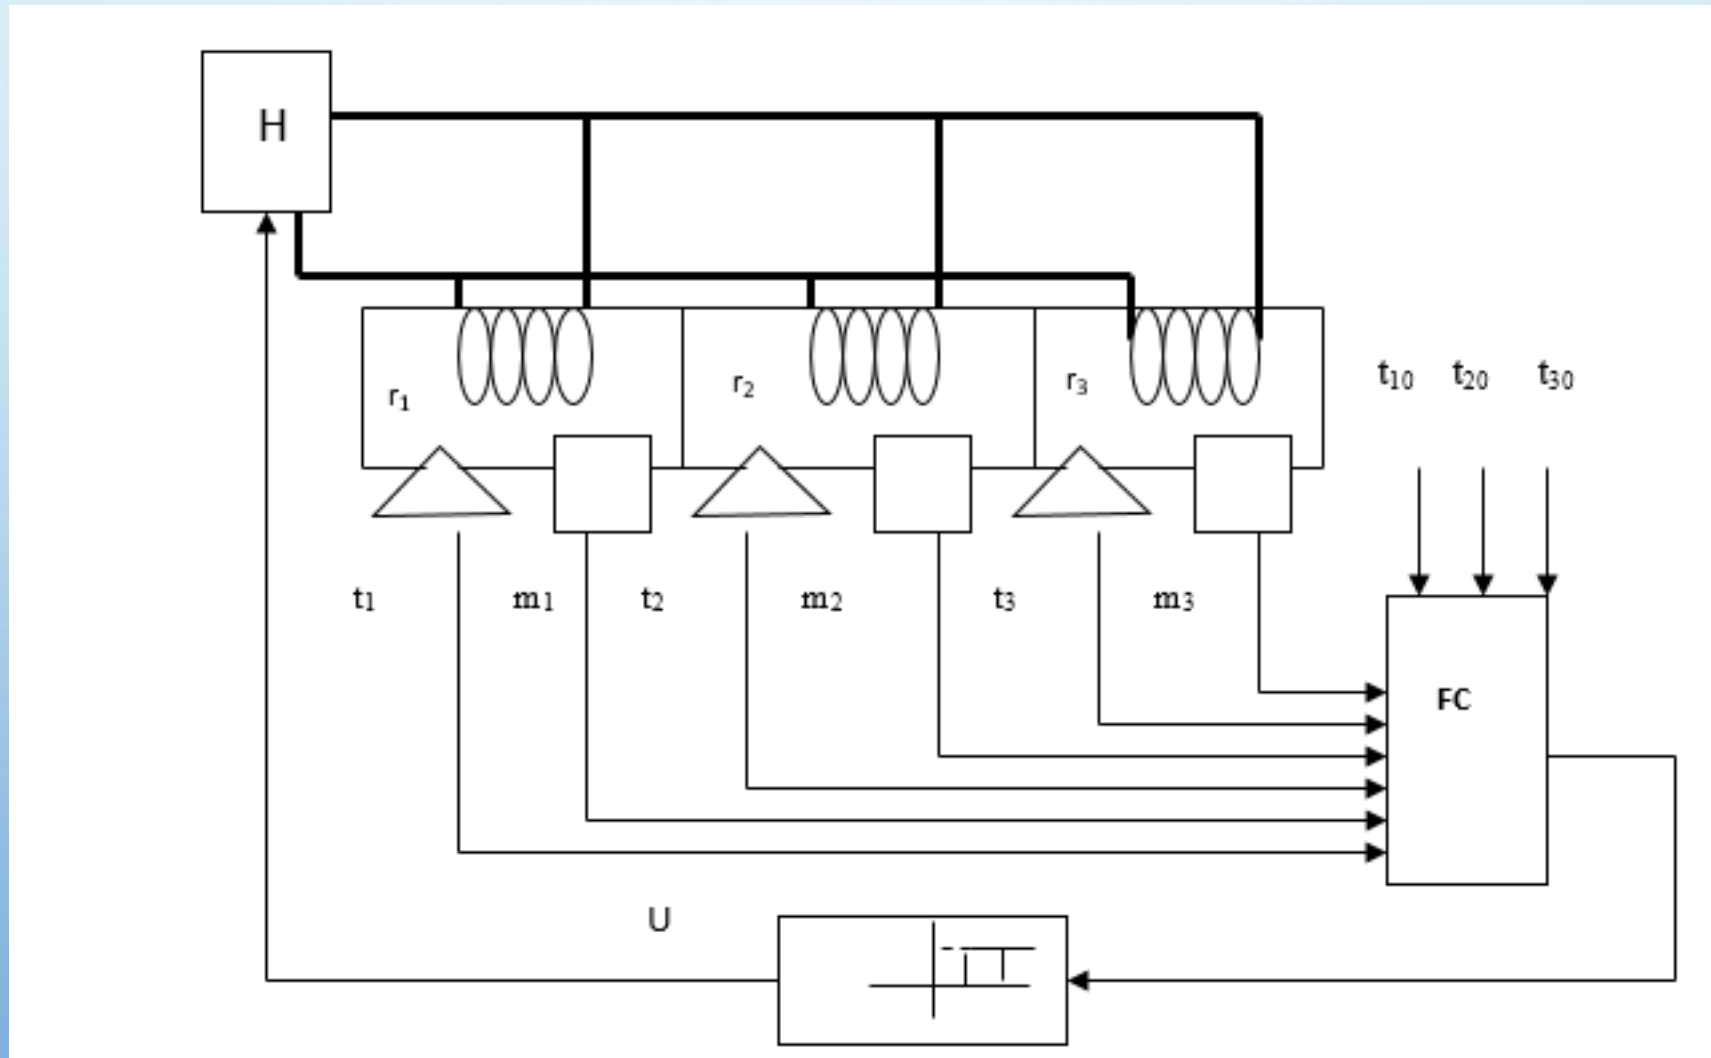 H
r₁
r₂
r₃
t₁₀ t₂₀ t₃₀
t₁ m₁ t₂ m₂ t₃ m₃
FC
U